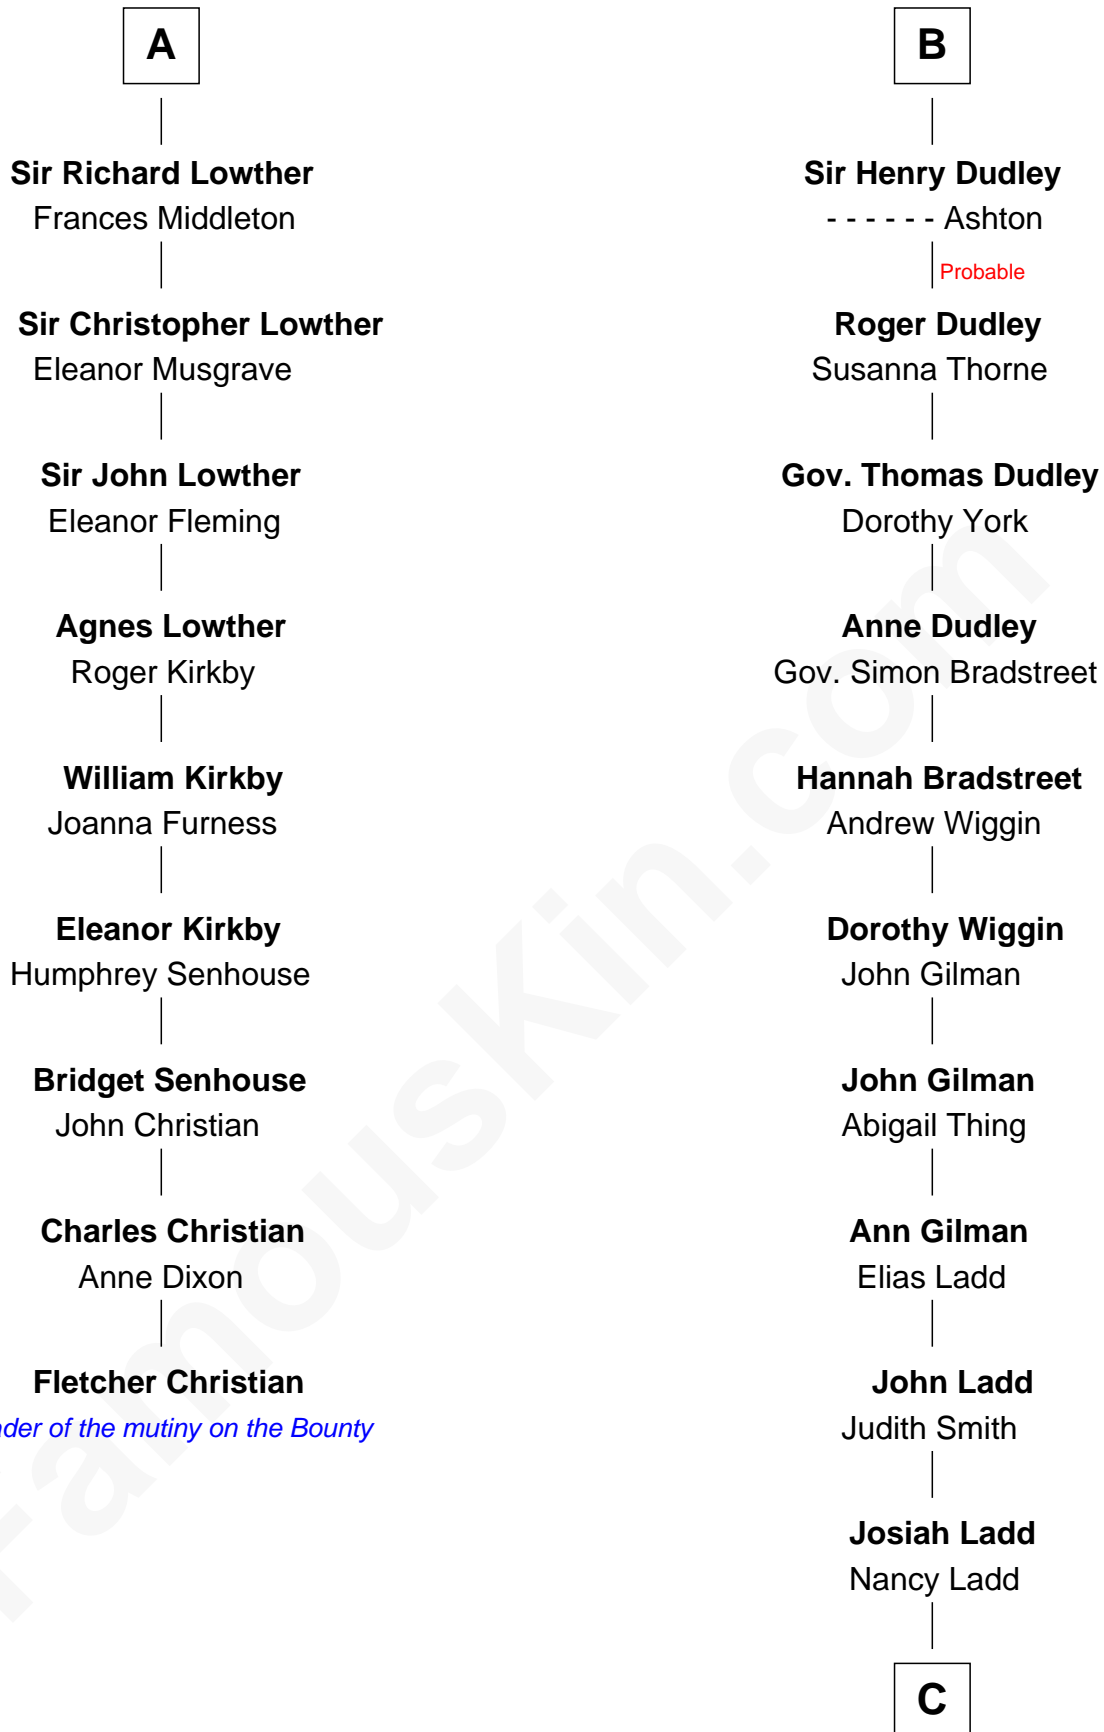 A
Sir Richard Lowther
Frances Middleton
Sir Christopher Lowther
Eleanor Musgrave
Sir John Lowther
Eleanor Fleming
Agnes Lowther
Roger Kirkby
William Kirkby
Joanna Furness
Eleanor Kirkby
Humphrey Senhouse
Bridget Senhouse
John Christian
Charles Christian
Anne Dixon
Fletcher Christian
der of the mutiny on the Bounty
B
Sir Henry Dudley
- - - - - - Ashton
Probable
Roger Dudley
Susanna Thorne
Gov. Thomas Dudley
Dorothy York
Anne Dudley
Gov. Simon Bradstreet
Hannah Bradstreet
Andrew Wiggin
Dorothy Wiggin
John Gilman
John Gilman
Abigail Thing
Ann Gilman
Elias Ladd
John Ladd
Judith Smith
Josiah Ladd
Nancy Ladd
C
FamousKin.com